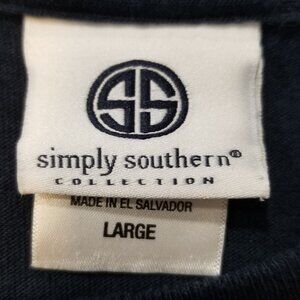 SS
simply southern®
COLLECTION
MADE IN EL SALVADOR
LARGE